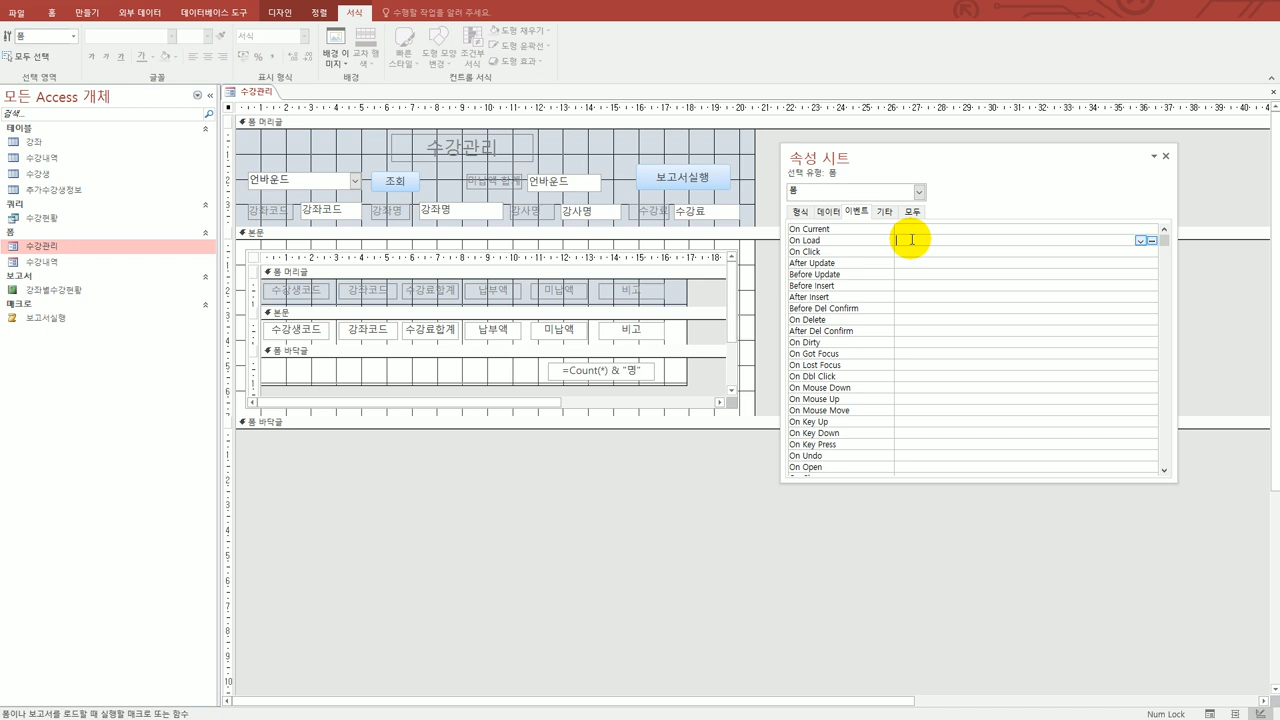 파일 홈 만들기 외부 데이터 데이터베이스 도구 디자인 정렬 서식 수행할 작업을 알려 주세요.
폼 서식
모두 선택
배경 이미지 교차 행 색 빠른 스타일 도형 모양 변경 조건부 서식
도형 채우기
도형 윤곽선
도형 효과
선택 영역 글꼴 표시 형식 배경 컨트롤 서식
모든 Access 개체
검색...
테이블
강좌
수강내역
수강생
추가수강생정보
쿼리
수강현황
폼
수강관리
수강내역
보고서
강좌별수강현황
매크로
보고서실행
수강관리
폼 머리글
수강관리
언바운드 조회 미납액 합계 언바운드 보고서실행
강좌코드 강좌코드 강좌명 강좌명 강사명 강사명 수강료 수강료
본문
폼 머리글
수강생코드 강좌코드 수강료합계 납부액 미납액 비고
본문
수강생코드 강좌코드 수강료합계 납부액 미납액 비고
폼 바닥글
=Count(*) & "명"
폼 바닥글
속성 시트
선택 유형: 폼
폼
형식 데이터 이벤트 기타 모두
On Current
On Load
On Click
After Update
Before Update
Before Insert
After Insert
Before Del Confirm
On Delete
After Del Confirm
On Dirty
On Got Focus
On Lost Focus
On Dbl Click
On Mouse Down
On Mouse Up
On Mouse Move
On Key Up
On Key Down
On Key Press
On Undo
On Open
폼이나 보고서를 로드할 때 실행할 매크로 또는 함수
Num Lock